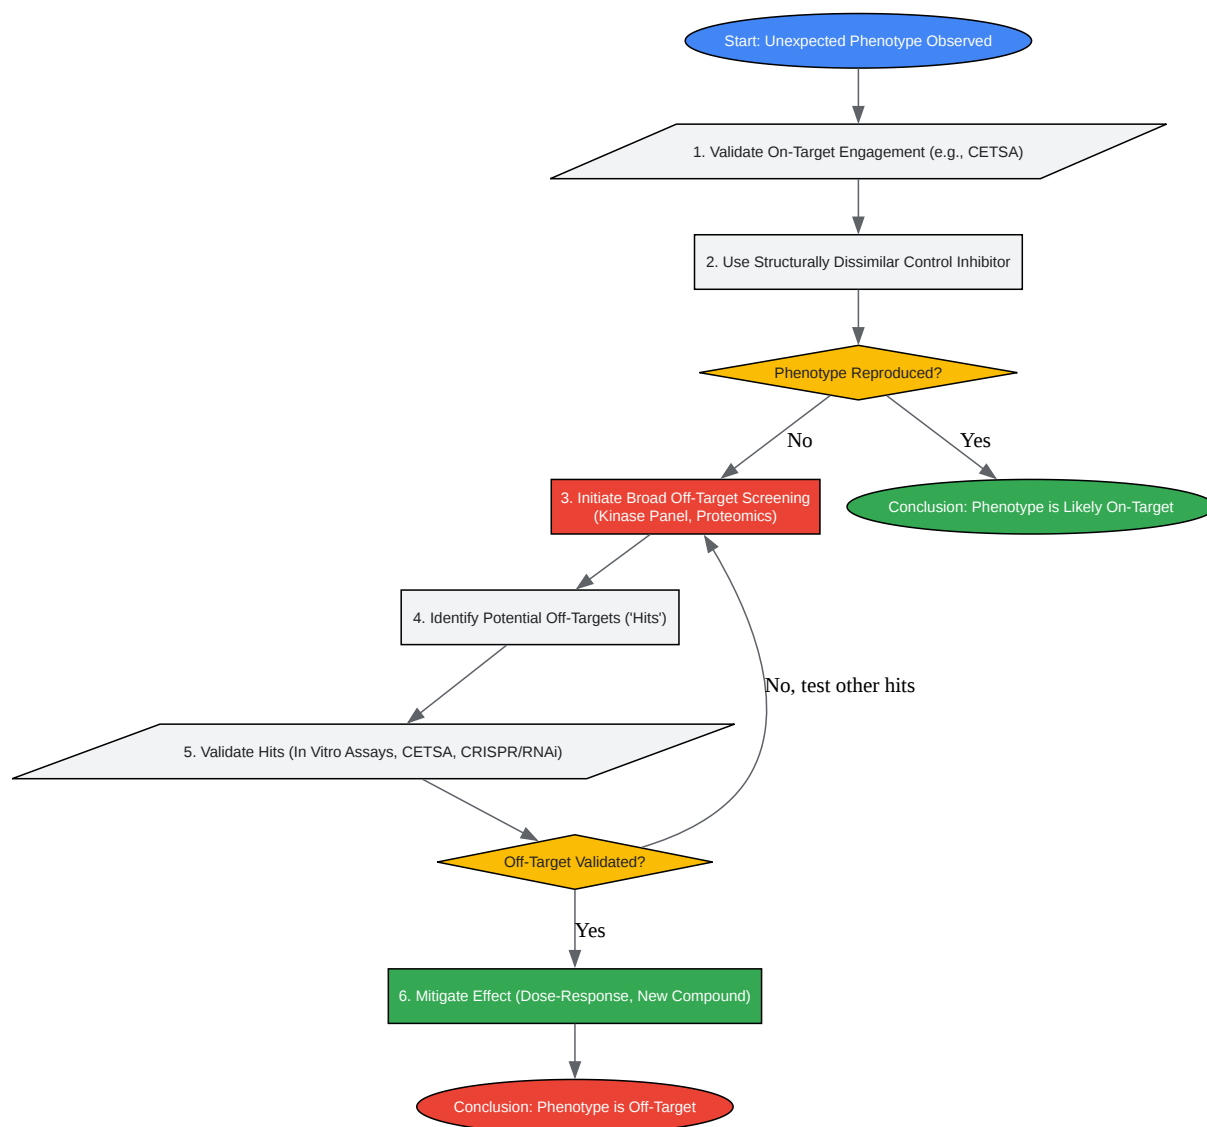 Start: Unexpected Phenotype Observed
1. Validate On-Target Engagement (e.g., CETSA)
2. Use Structurally Dissimilar Control Inhibitor
Phenotype Reproduced?
No
Yes
3. Initiate Broad Off-Target Screening
(Kinase Panel, Proteomics)
Conclusion: Phenotype is Likely On-Target
4. Identify Potential Off-Targets ('Hits')
No, test other hits
5. Validate Hits (In Vitro Assays, CETSA, CRISPR/RNAi)
Off-Target Validated?
Yes
6. Mitigate Effect (Dose-Response, New Compound)
Conclusion: Phenotype is Off-Target